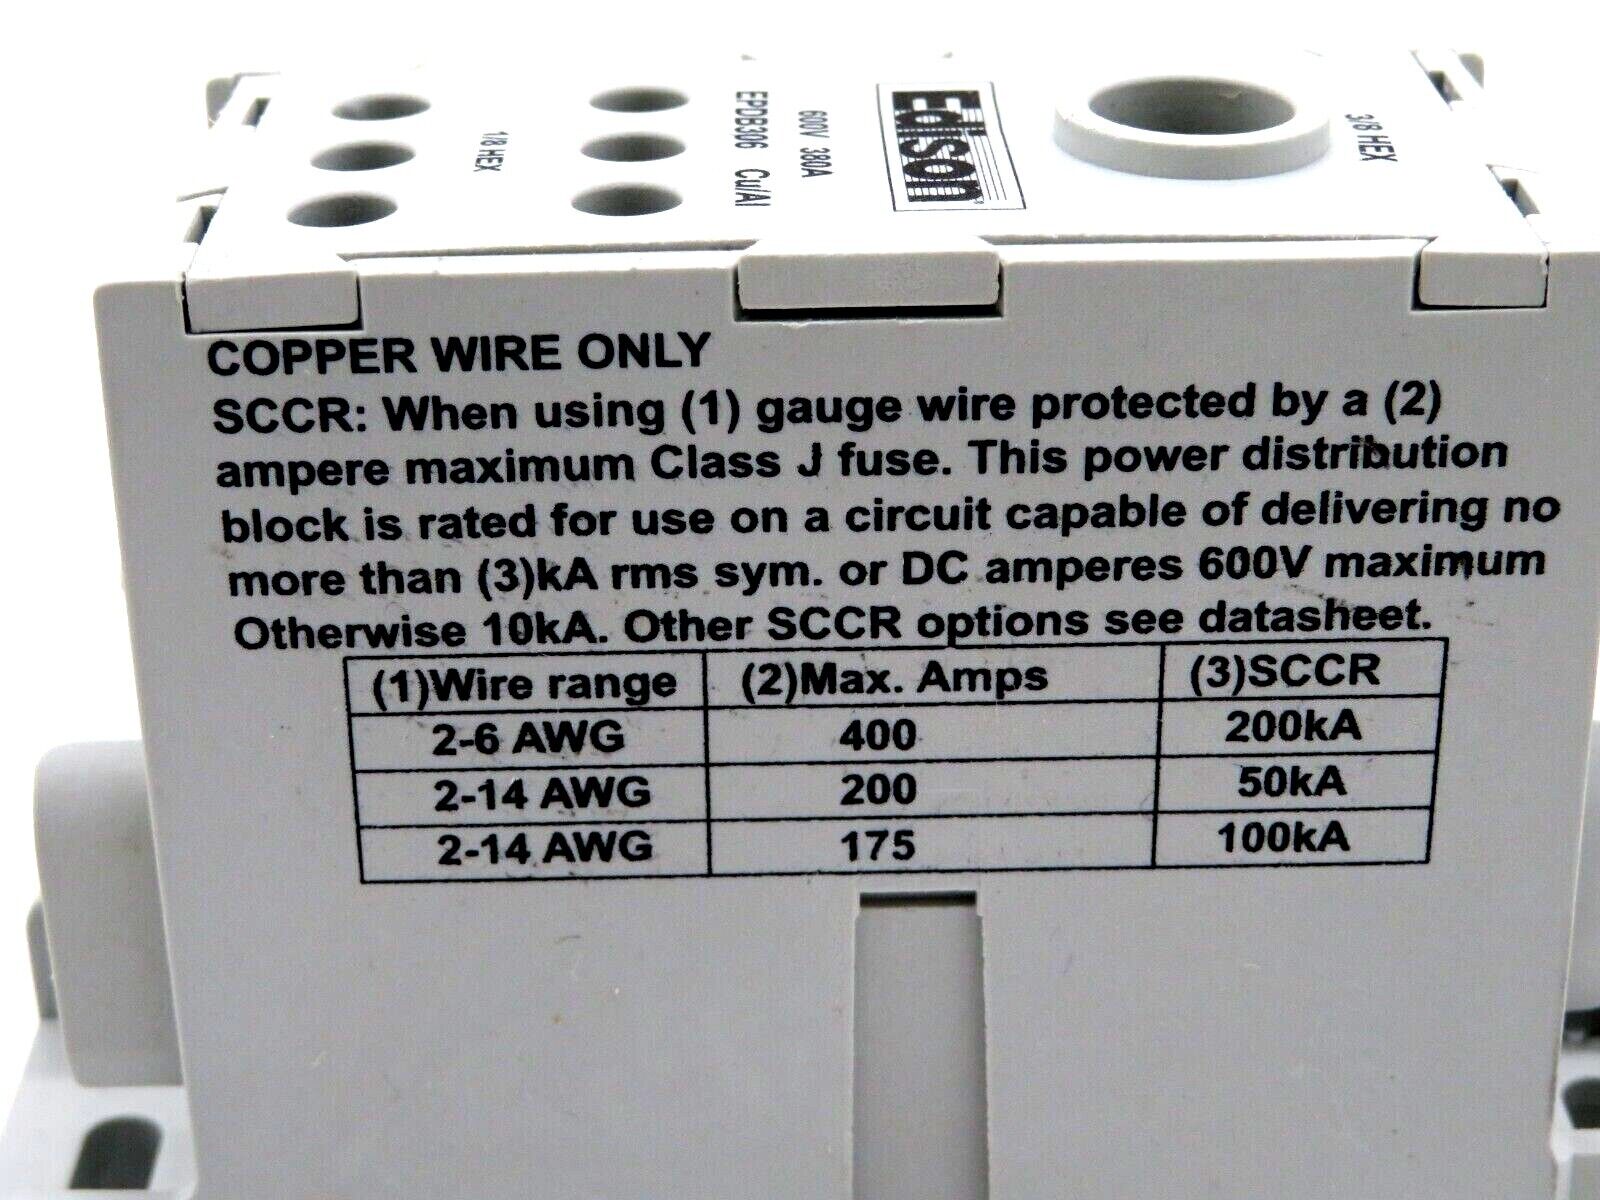 1/8 HEX
EPDB306 Cu/Al
600V 380A
Edison
3/8 HEX
COPPER WIRE ONLY
SCCR: When using (1) gauge wire protected by a (2)
ampere maximum Class J fuse. This power distribution
block is rated for use on a circuit capable of delivering no
more than (3)kA rms sym. or DC amperes 600V maximum
Otherwise 10kA. Other SCCR options see datasheet.
(1)Wire range (2)Max. Amps (3)SCCR
2-6 AWG 400 200kA
2-14 AWG 200 50kA
2-14 AWG 175 100kA